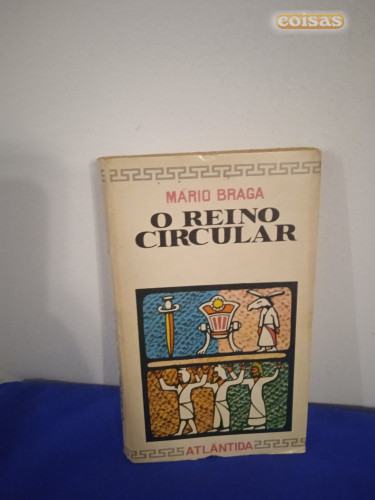 coisas
MÁRIO BRAGA
O REINO
CIRCULAR
ATLÂNTIDA